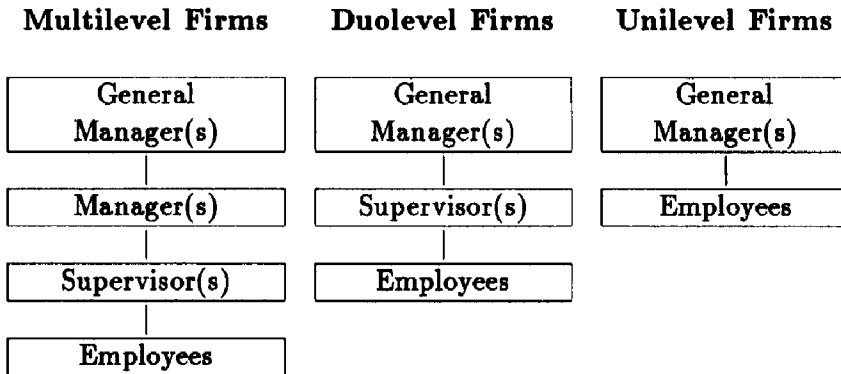 Multilevel Firms
Duolevel Firms
Unilevel Firms
General
Manager(s)
General
Manager(s)
General
Manager(s)
Manager(s)
Supervisor(s)
Employees
Supervisor(s)
Employees
Employees